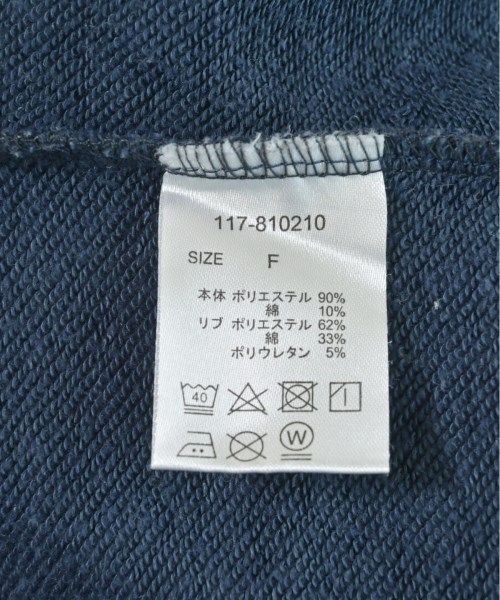 117-810210
SIZE F
本体 ポリエステル 90%
綿 10%
リブ ポリエステル 62%
綿 33%
ポリウレタン 5%
40
W